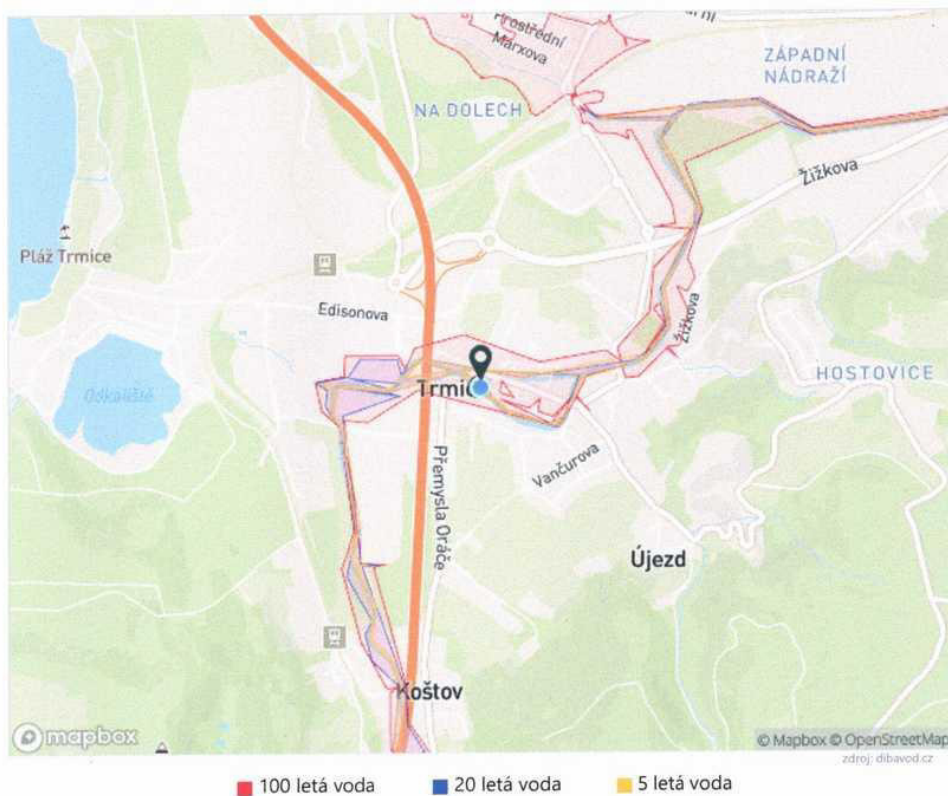 Prostřední
Marxova
ZÁPADNÍ
NÁDRAŽÍ
NA DOLECH
Žižkova
Pláž Trmice
Edisonova
Žižkova
HOSTOVICE
Odkaliště
Vančurova
Přemysla Oráče
Újezd
Koštov
mapbox
© Mapbox © OpenStreetMap
zdroj: dibavod.cz
100 letá voda
20 letá voda
5 letá voda